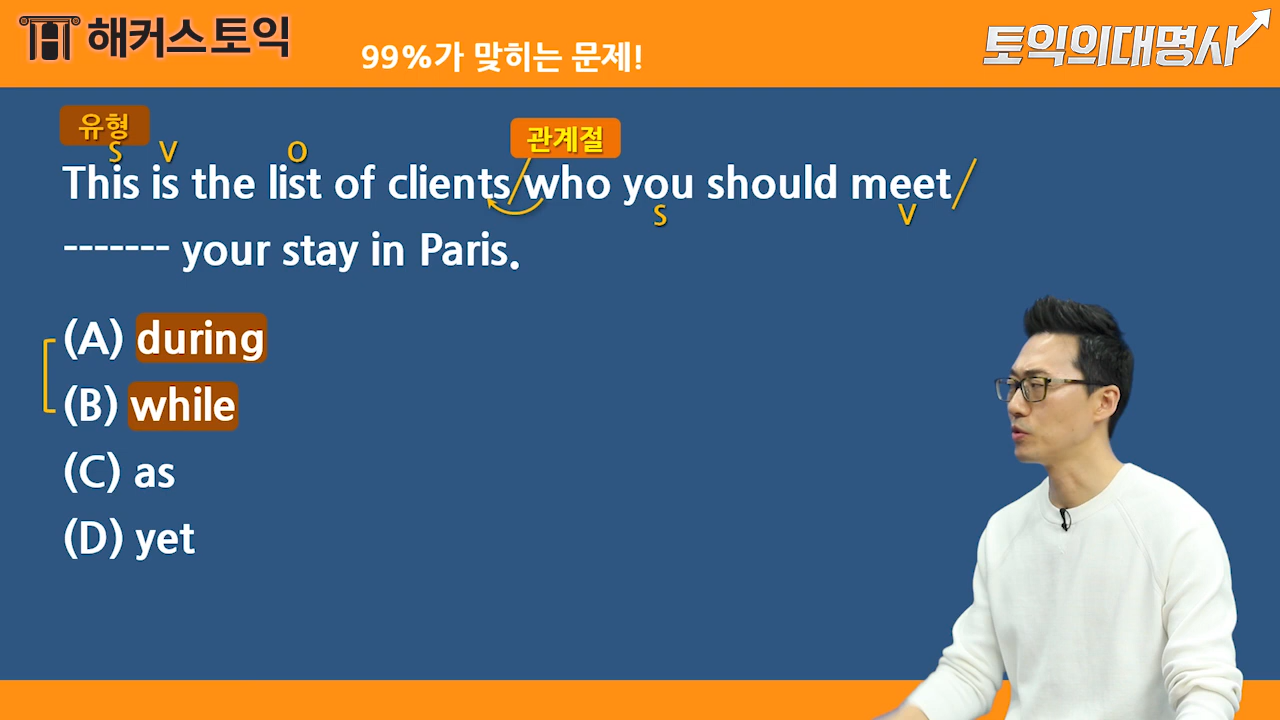 해커스토익
99%가 맞히는 문제!
토익의대명사
유형
관계절
S V O
This is the list of clients/who you should meet/
S V
------- your stay in Paris.
(A) during
(B) while
(C) as
(D) yet